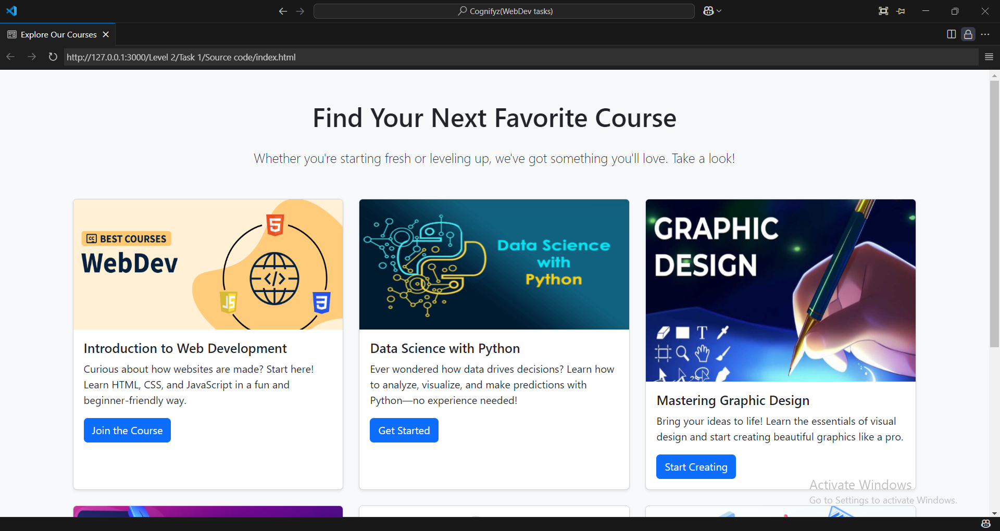 Cognifyz(WebDev tasks)
Explore Our Courses
http://127.0.0.1:3000/Level 2/Task 1/Source code/index.html
Find Your Next Favorite Course
Whether you're starting fresh or leveling up, we've got something you'll love. Take a look!
CC BEST COURSES
WebDev
5
</>
JS
3
Introduction to Web Development
Curious about how websites are made? Start here!
Learn HTML, CSS, and JavaScript in a fun and
beginner-friendly way.
Join the Course
Data Science
with
Python
Data Science with Python
Ever wondered how data drives decisions? Learn how
to analyze, visualize, and make predictions with
Python—no experience needed!
Get Started
GRAPHIC
DESIGN
T
Mastering Graphic Design
Bring your ideas to life! Learn the essentials of visual
design and start creating beautiful graphics like a pro.
Start Creating
Activate Windows
Go to Settings to activate Windows.